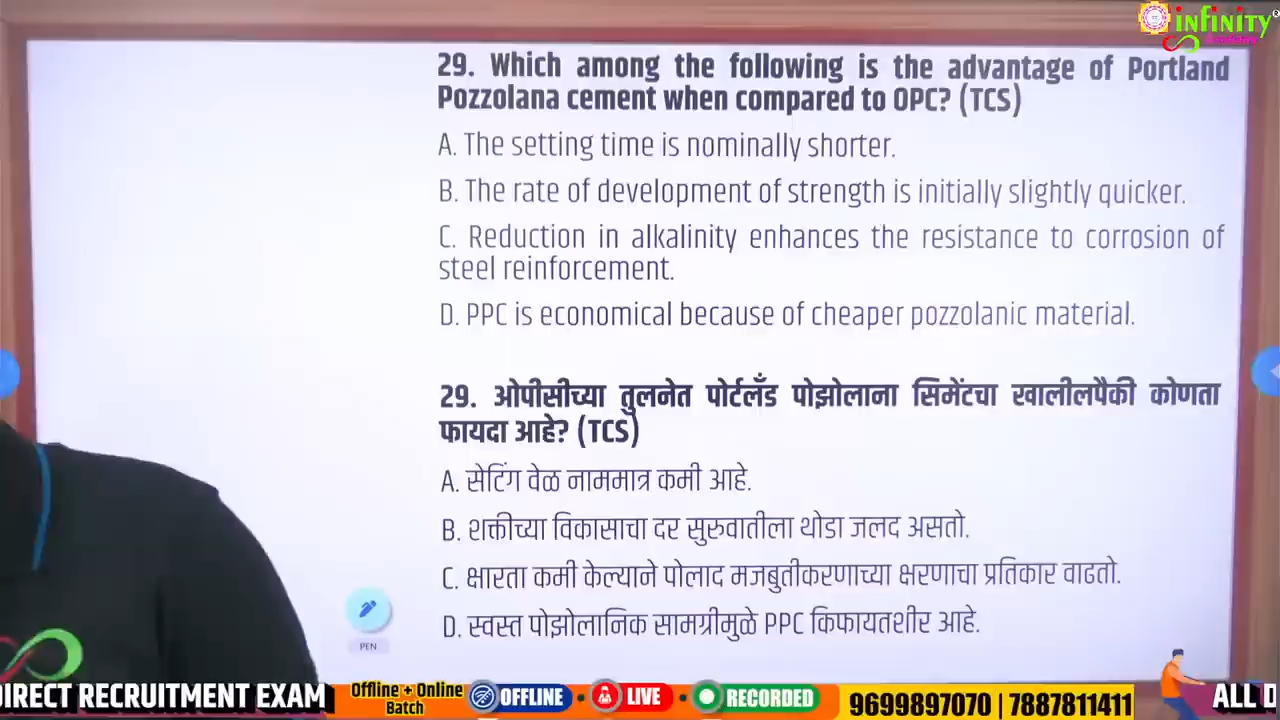 infinity
29. Which among the following is the advantage of Portland
Pozzolana cement when compared to OPC? (TCS)
A. The setting time is nominally shorter.
B. The rate of development of strength is initially slightly quicker.
C. Reduction in alkalinity enhances the resistance to corrosion of
steel reinforcement.
D. PPC is economical because of cheaper pozzolanic material.
29. ओपीसीच्या तुलनेत पोर्टलँड पोझोलाना सिमेंटचा खालीलपैकी कोणता
फायदा आहे? (TCS)
A. सेटिंग वेळ नाममात्र कमी आहे.
B. शक्तीच्या विकासाचा दर सुरुवातीला थोडा जलद असतो.
C. क्षारता कमी केल्याने पोलाद मजबुतीकरणाच्या क्षरणाचा प्रतिकार वाढतो.
D. स्वस्त पोझोलानिक सामग्रीमुळे PPC किफायतशीर आहे.
PEN
DIRECT RECRUITMENT EXAM
Offline + Online
Batch
OFFLINE • LIVE • RECORDED
9699897070 | 7887811411
ALL D